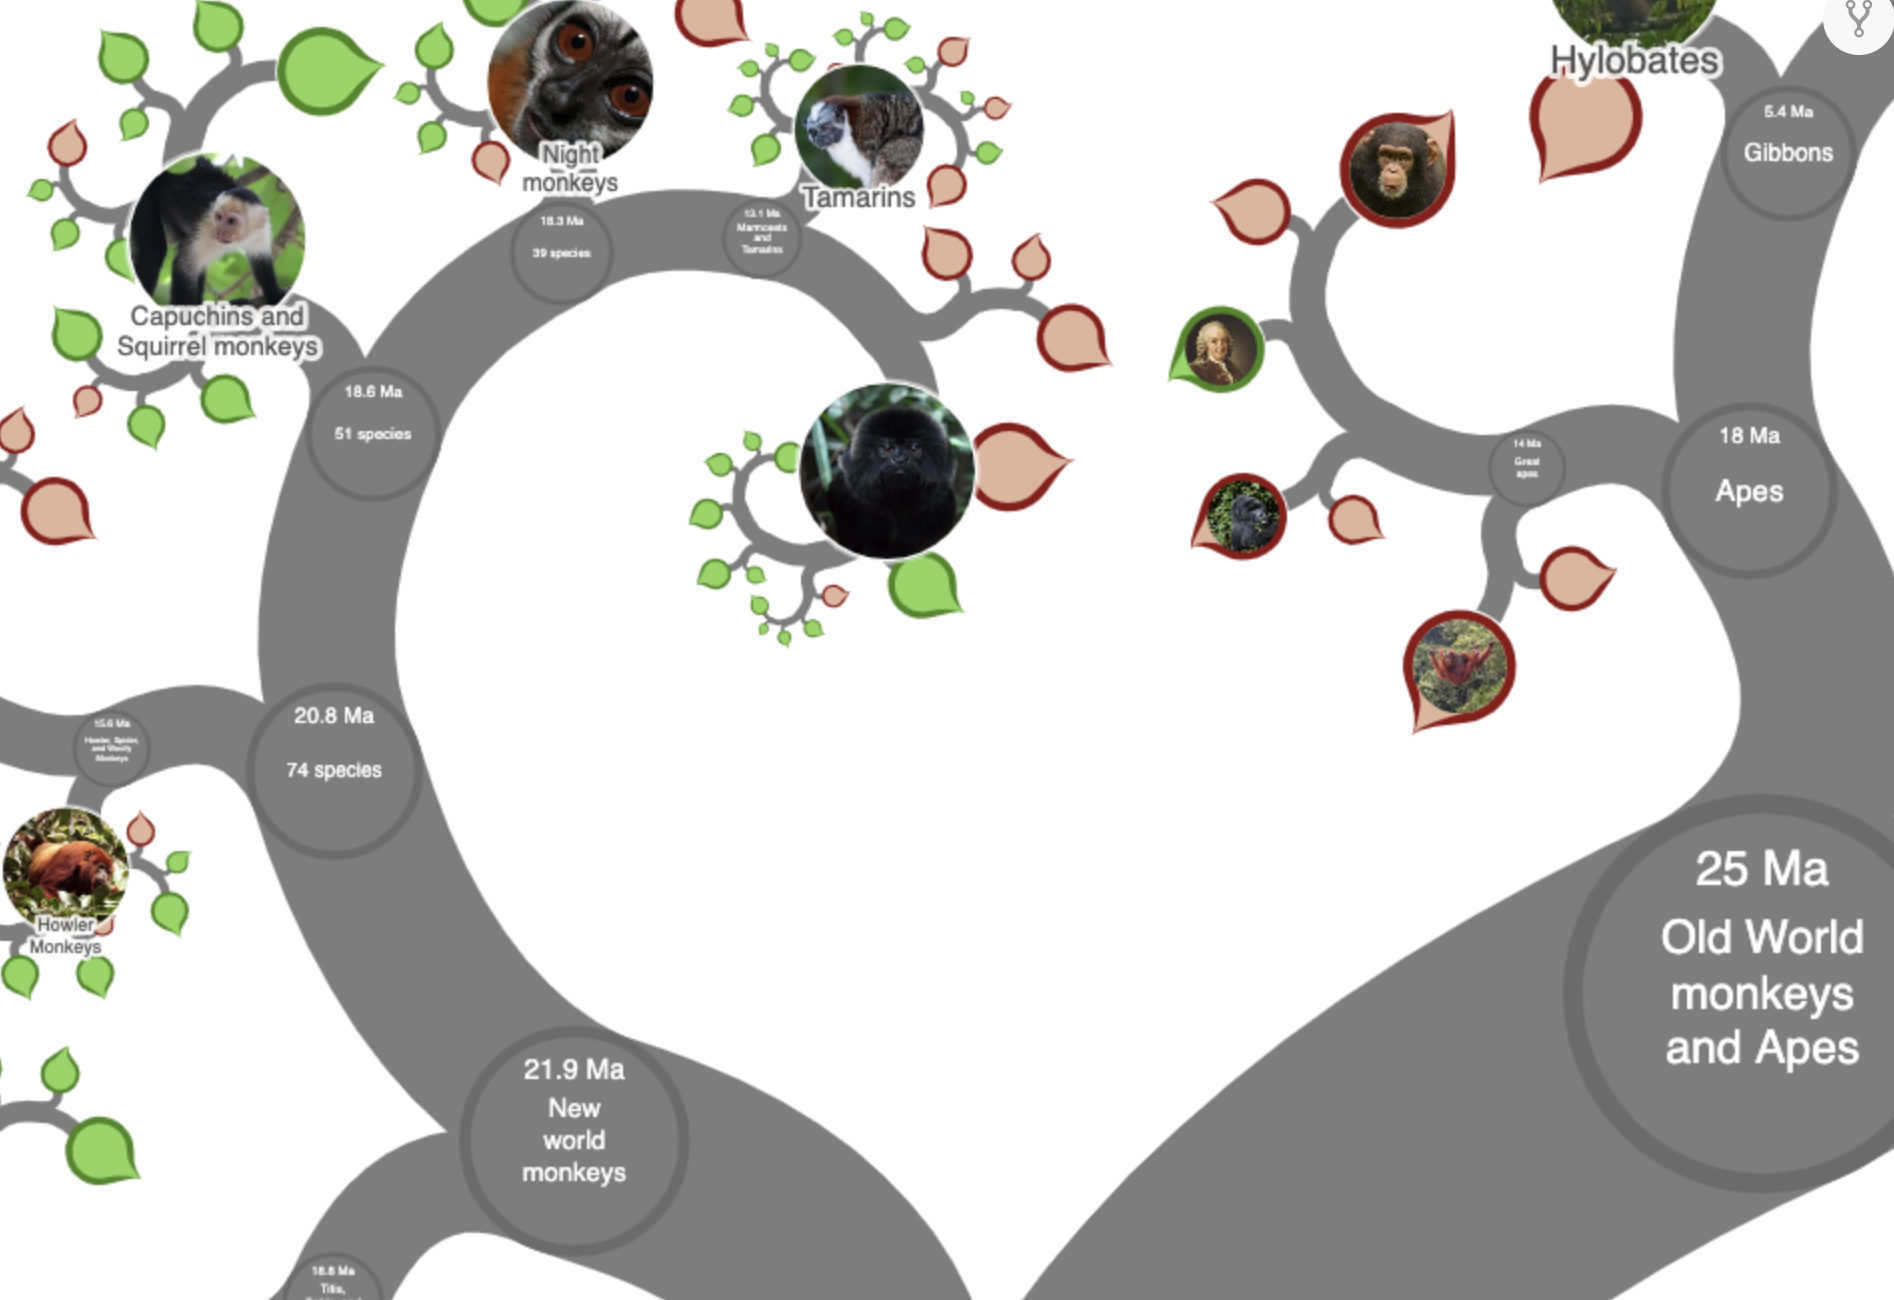 Hylobates
5.4 Ma
Gibbons
Night
monkeys
Tamarins
18.3 Ma
39 species
13.1 Ma
Marmosets
and
Tamarins
Capuchins and
Squirrel monkeys
18.6 Ma
51 species
18 Ma
Apes
14 Ma
Great
apes
20.8 Ma
74 species
15.6 Ma
Howler, Spider,
and Woolly
Monkeys
Howler
Monkeys
25 Ma
Old World
monkeys
and Apes
21.9 Ma
New
world
monkeys
18.8 Ma
Titis,